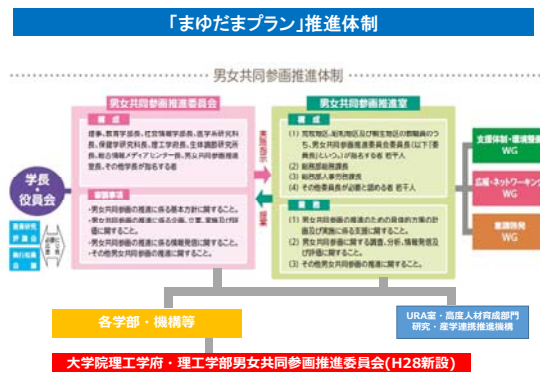 「まゆだまプラン」推進体制
男女共同参画推進体制
男女共同参画推進委員会
構成
理事、教育学部長、社会情報学部長、医学系研究科
長、保健学研究科長、理工学府長、生体調節研究所
長、総合情報メディアセンター長、男女共同参画推進
室長、その他学長が指名する者
審議事項
・男女共同参画の推進に係る基本方針に関すること。
・男女共同参画の推進に係る企画、立案、実施及び評
価に関すること。
・男女共同参画の推進に係る情報発信に関すること。
・その他男女共同参画の推進に関すること。
学長・
役員会
実施指示
提案
男女共同参画推進室
構成
(1) 荒牧地区、昭和地区及び桐生地区の教職員のう
ち、男女共同参画推進委員会委員長(以下「委
員長」という。)が指名する者 若干人
(2) 総務部総務課長
(3) 総務部人事労務課長
(4) その他委員長が必要と認める者 若干人
業務
(1) 男女共同参画の推進のための具体的方策の計
画及び実施に係る支援に関すること。
(2) 男女共同参画に関する調査、分析、情報発信及
び評価に関すること。
(3) その他男女共同参画の推進に関すること。
支援体制・環境整備
WG
広報・ネットワーキング
WG
意識啓発
WG
各学部・機構等
URA室・高度人材育成部門
研究・産学連携推進機構
大学院理工学府・理工学部男女共同参画推進委員会(H28新設)